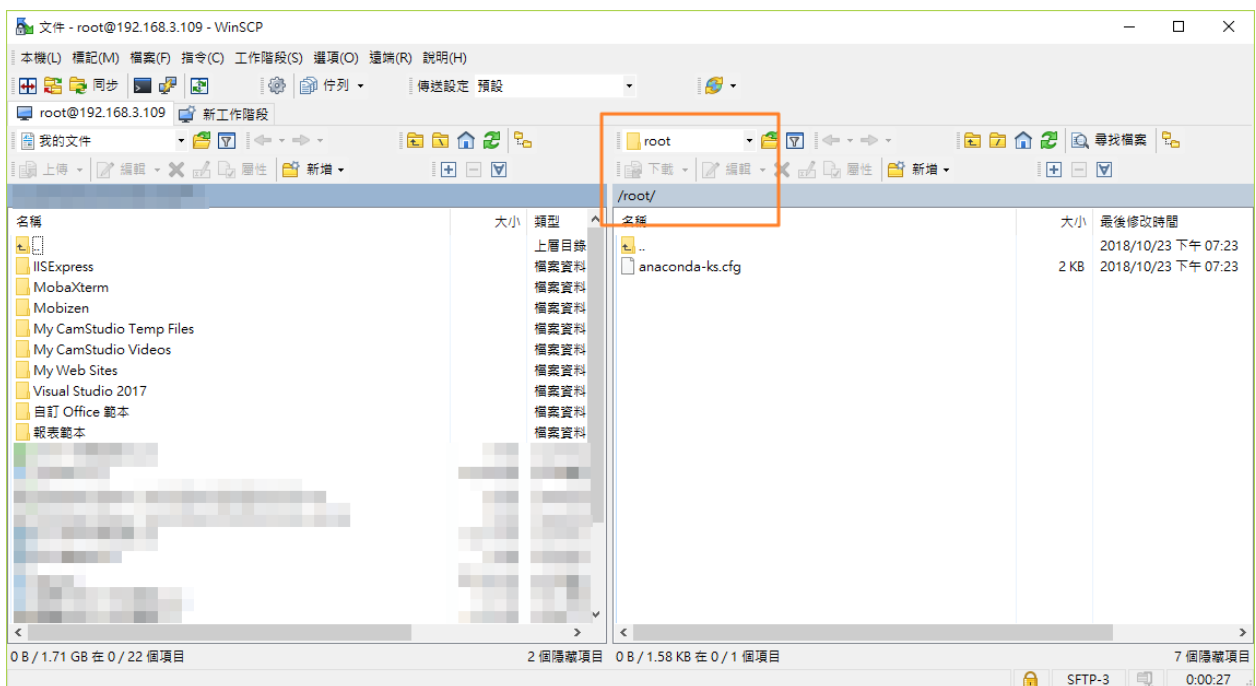 文件 - root@192.168.3.109 - WinSCP
本機(L) 標記(M) 檔案(F) 指令(C) 工作階段(S) 選項(O) 遠端(R) 說明(H)
同步 佇列 傳送設定 預設
root@192.168.3.109 新工作階段
我的文件
上傳 編輯 屬性 新增
名稱 大小 類型
.. 上層目錄
IISExpress 檔案資料
MobaXterm 檔案資料
Mobizen 檔案資料
My CamStudio Temp Files 檔案資料
My CamStudio Videos 檔案資料
My Web Sites 檔案資料
Visual Studio 2017 檔案資料
自訂 Office 範本 檔案資料
報表範本 檔案資料
0 B / 1.71 GB 在 0 / 22 個項目 2 個隱藏項目
root 尋找檔案
下載 編輯 屬性 新增
/root/
名稱 大小 最後修改時間
.. 2018/10/23 下午 07:23
anaconda-ks.cfg 2 KB 2018/10/23 下午 07:23
0 B / 1.58 KB 在 0 / 1 個項目 7 個隱藏項目
SFTP-3 0:00:27